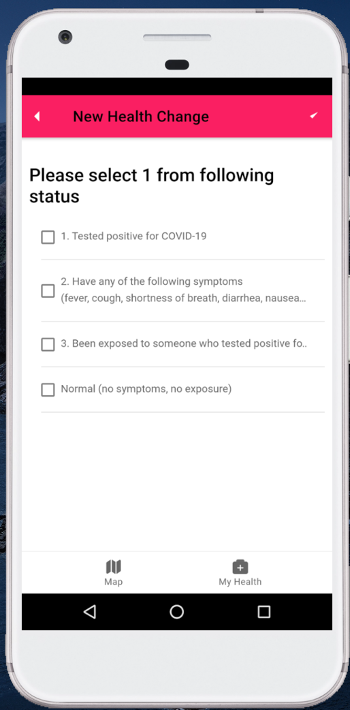 New Health Change
Please select 1 from following
status
1. Tested positive for COVID-19
2. Have any of the following symptoms
(fever, cough, shortness of breath, diarrhea, nausea...
3. Been exposed to someone who tested positive fo..
Normal (no symptoms, no exposure)
Map
My Health